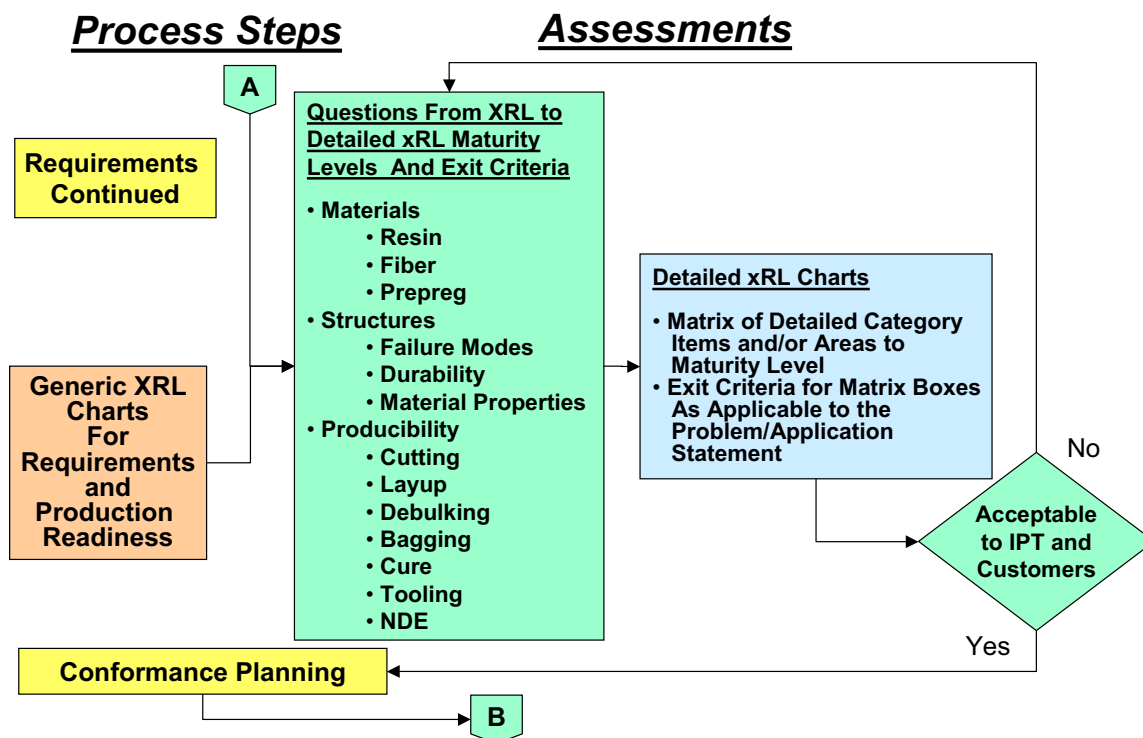 Process Steps
Assessments
A
Requirements
Continued
Generic XRL
Charts
For
Requirements
and
Production
Readiness
Questions From XRL to
Detailed xRL Maturity
Levels And Exit Criteria
• Materials
• Resin
• Fiber
• Prepreg
• Structures
• Failure Modes
• Durability
• Material Properties
• Producibility
• Cutting
• Layup
• Debulking
• Bagging
• Cure
• Tooling
• NDE
Detailed xRL Charts
• Matrix of Detailed Category
Items and/or Areas to
Maturity Level
• Exit Criteria for Matrix Boxes
As Applicable to the
Problem/Application
Statement
No
Acceptable
to IPT and
Customers
Yes
Conformance Planning
B